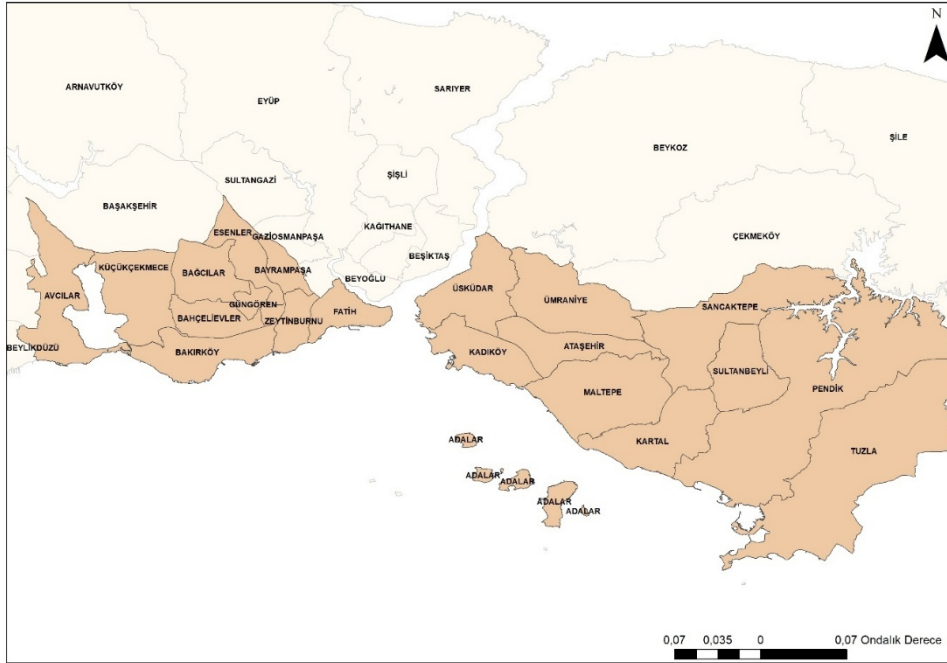 N
ARNAVUTKÖY
EYÜP
SARIYER
BEYKOZ
ŞİLE
ŞİŞLİ
SULTANGAZİ
BAŞAKŞEHİR
KAĞITHANE
ESENLER
GAZİOSMANPAŞA
ÇEKMEKÖY
BEŞİKTAŞ
KÜÇÜKÇEKMECE
BAĞCILAR
BAYRAMPAŞA
BEYOĞLU
AVCILAR
ÜSKÜDAR
ÜMRANİYE
GÜNGÖREN
SANCAKTEPE
FATİH
BAHÇELİEVLER
ZEYTİNBURNU
BEYLİKDÜZÜ
BAKIRKÖY
KADIKÖY
ATAŞEHİR
SULTANBEYLİ
PENDİK
MALTEPE
ADALAR
KARTAL
TUZLA
ADALAR
ADALAR
ADALAR
ADALAR
0,07 0,035 0 0,07 Ondalık Derece